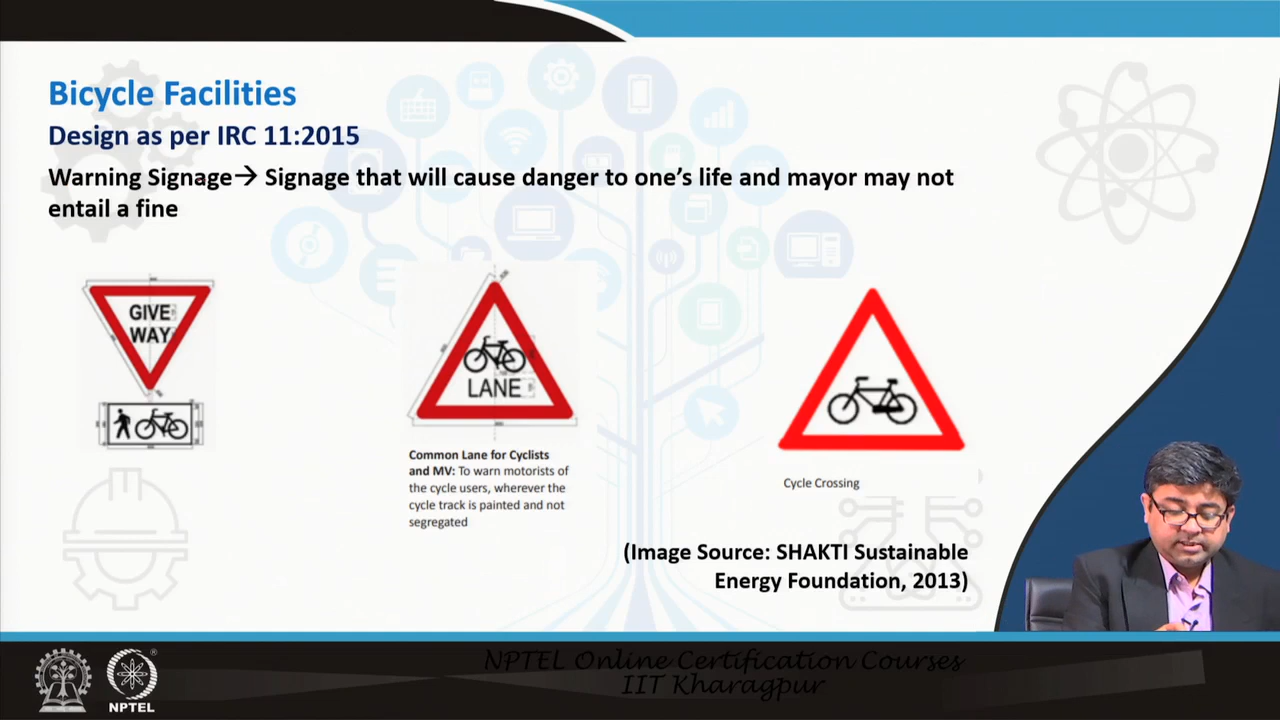 Bicycle Facilities
Design as per IRC 11:2015
Warning Signage→ Signage that will cause danger to one’s life and mayor may not
entail a fine
GIVE
WAY
LANE
Common Lane for Cyclists
and MV: To warn motorists of
the cycle users, wherever the
cycle track is painted and not
segregated
Cycle Crossing
(Image Source: SHAKTI Sustainable
Energy Foundation, 2013)
NPTEL Online Certification Courses
IIT Kharagpur
NPTEL